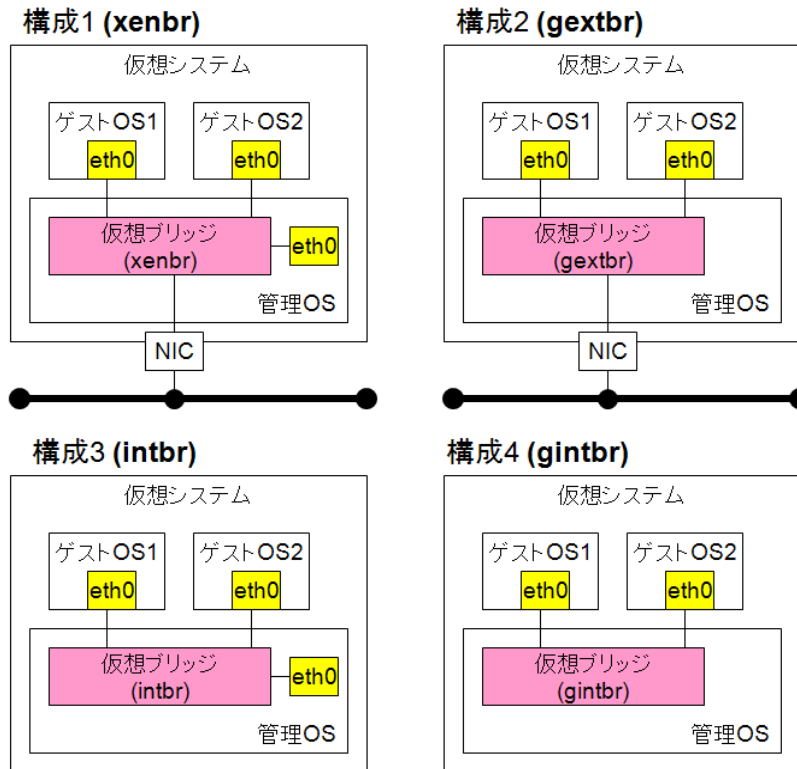 構成1 (xenbr)
仮想システム
ゲストOS1
ゲストOS2
eth0
eth0
仮想ブリッジ
(xenbr)
eth0
管理OS
NIC
構成2 (gextbr)
仮想システム
ゲストOS1
ゲストOS2
eth0
eth0
仮想ブリッジ
(gextbr)
管理OS
NIC
構成3 (intbr)
仮想システム
ゲストOS1
ゲストOS2
eth0
eth0
仮想ブリッジ
(intbr)
eth0
管理OS
構成4 (gintbr)
仮想システム
ゲストOS1
ゲストOS2
eth0
eth0
仮想ブリッジ
(gintbr)
管理OS